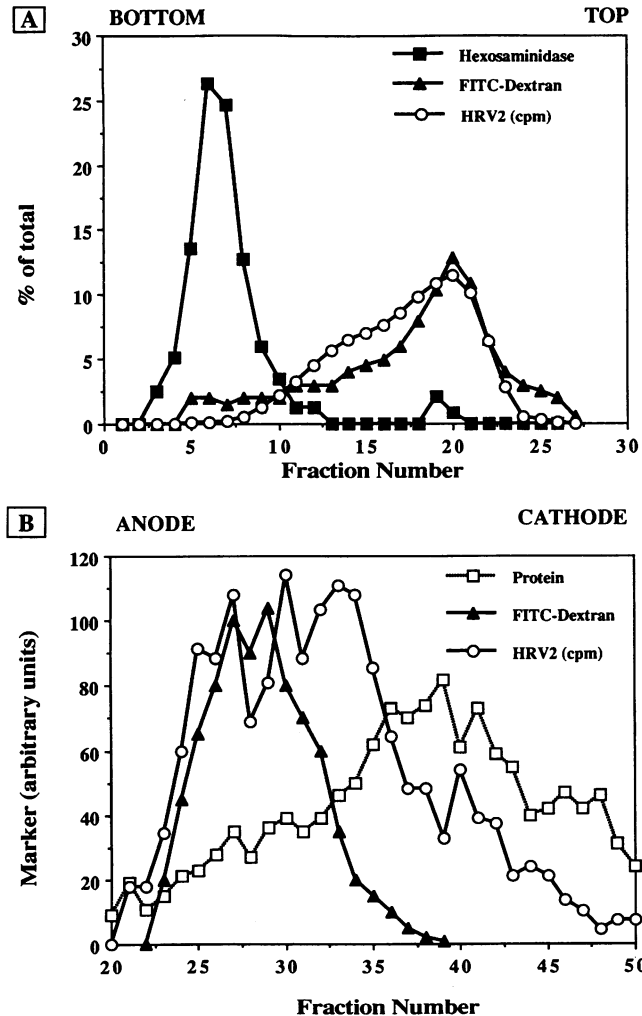 A
BOTTOM
TOP
30
25
20
15
10
5
0
% of total
Hexosaminidase
FITC-Dextran
HRV2 (cpm)
0 5 10 15 20 25 30
Fraction Number
B
ANODE
CATHODE
120
100
80
60
40
20
0
Marker (arbitrary units)
Protein
FITC-Dextran
HRV2 (cpm)
20 25 30 35 40 45 50
Fraction Number